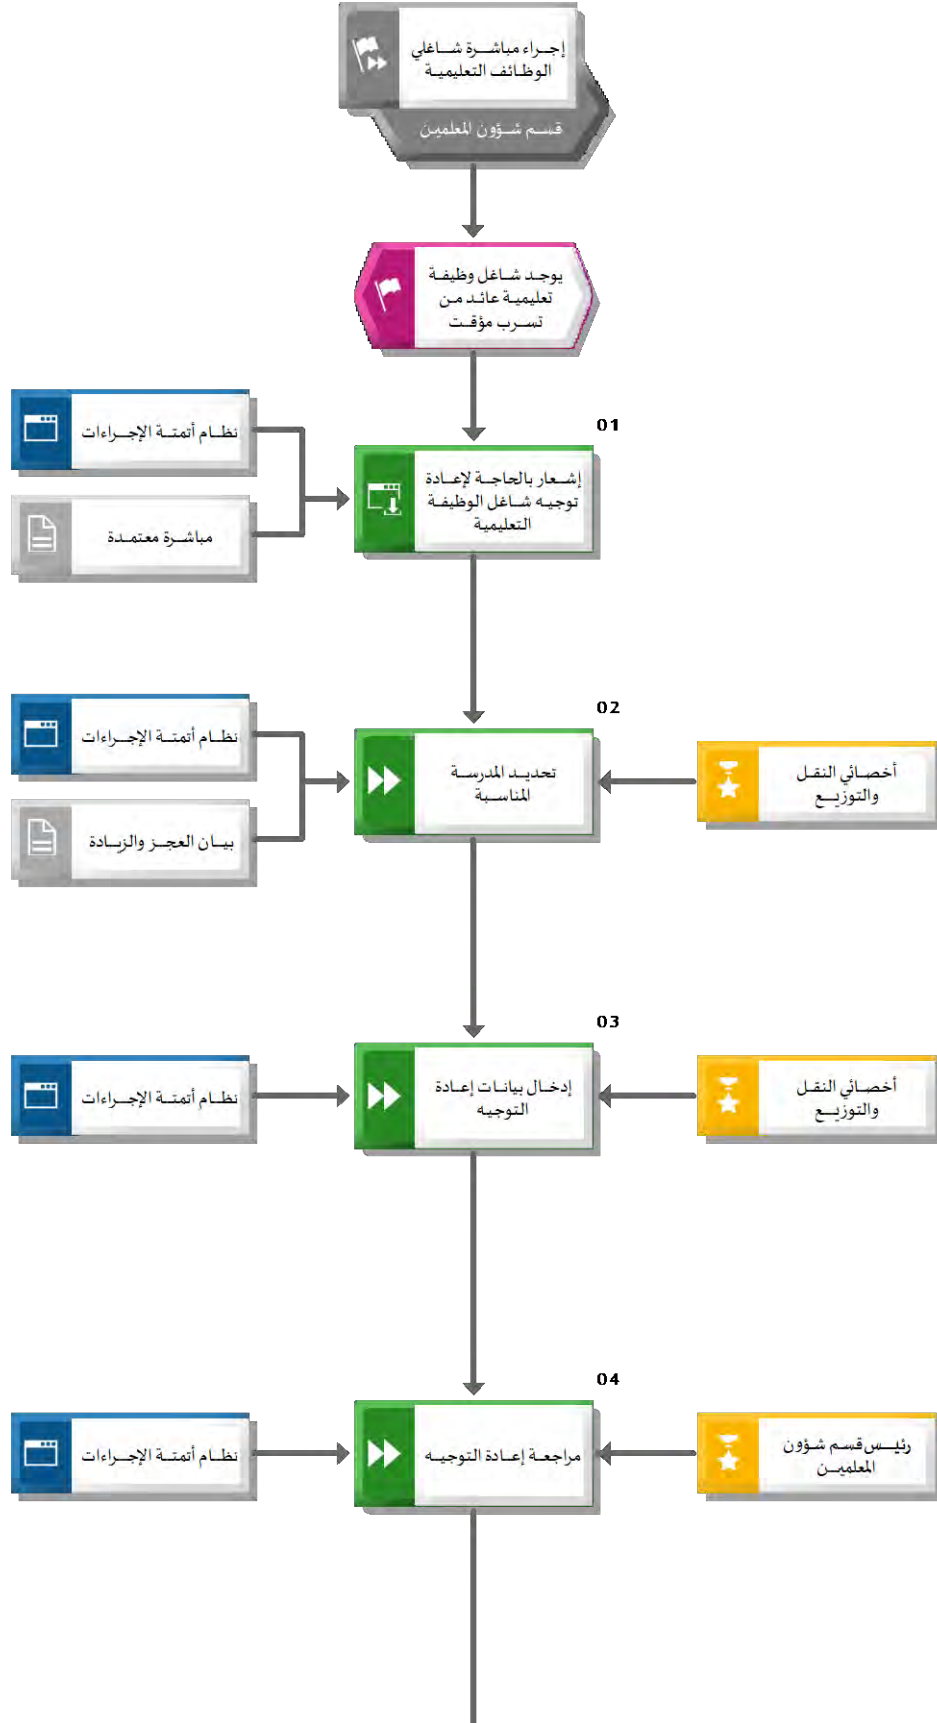 إجراء مباشرة شاغلي
الوظائف التعليمية
قسم شؤون المعلمين
يوجد شاغل وظيفة
تعليمية عائد من
تسرب مؤقت
01
إشعار بالحاجة لإعادة
توجيه شاغل الوظيفة
التعليمية
نظام أتمتة الإجراءات
مباشرة معتمدة
02
أخصائي النقل
والتوزيع
تحديد المدرسة
المناسبة
نظام أتمتة الإجراءات
بيان العجز والزيادة
03
أخصائي النقل
والتوزيع
إدخال بيانات إعادة
التوجيه
نظام أتمتة الإجراءات
04
رئيس قسم شؤون
المعلمين
مراجعة إعادة التوجيه
نظام أتمتة الإجراءات